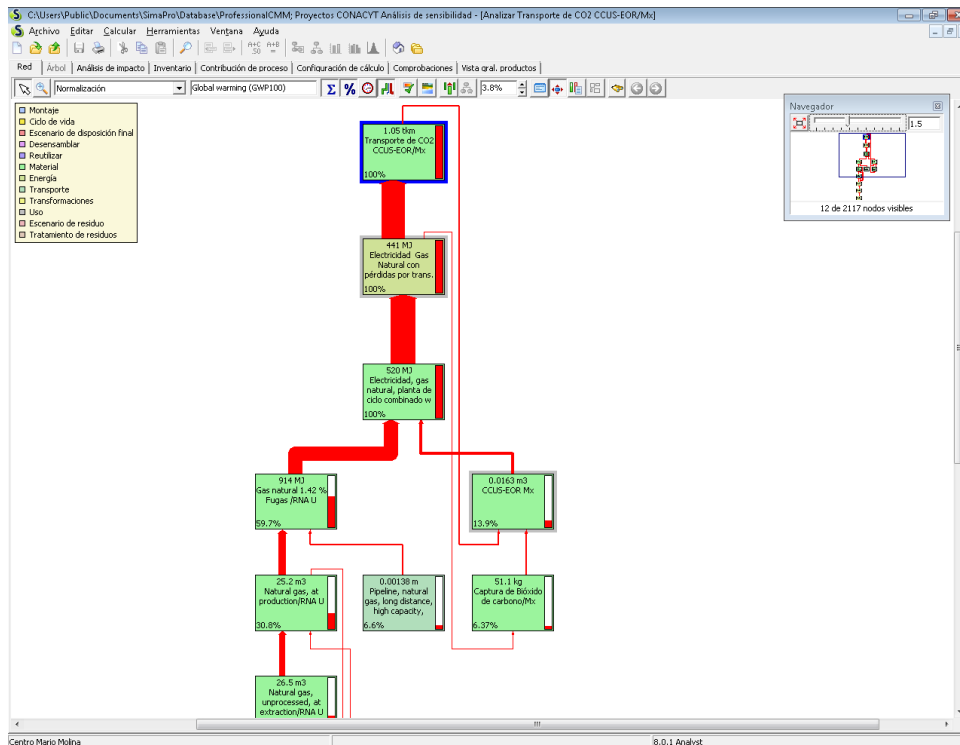 C:\Users\Public\Documents\SimaPro\Database\ProfessionalCMM; Proyectos CONACYT Análisis de sensibilidad - [Analizar Transporte de CO2 CCUS-EOR/Mx]
Archivo Editar Calcular Herramientas Ventana Ayuda
A+C 50 A+B =
Red Árbol Análisis de impacto Inventario Contribución de proceso Configuración de cálculo Comprobaciones Vista gral. productos
Normalización Global warming (GWP100) Σ % 3.8%
Montaje
Ciclo de vida
Escenario de disposición final
Desensamblar
Reutilizar
Material
Energía
Transporte
Transformaciones
Uso
Escenario de residuo
Tratamiento de residuos
Navegador
1.5
12 de 2117 nodos visibles
1.05 tkm
Transporte de CO2
CCUS-EOR/Mx
100%
441 MJ
Electricidad Gas
Natural con
pérdidas por trans.
100%
520 MJ
Electricidad, gas
natural, planta de
ciclo combinado w
100%
914 MJ
Gas natural 1.42 %
Fugas /RNA U
59.7%
0.0163 m3
CCUS-EOR Mx
13.9%
25.2 m3
Natural gas, at
production/RNA U
30.8%
0.00138 m
Pipeline, natural
gas, long distance,
high capacity,
6.6%
51.1 kg
Captura de Bióxido
de carbono/Mx
6.37%
26.5 m3
Natural gas,
unprocessed, at
extraction/RNA U
Centro Mario Molina 8.0.1 Analyst